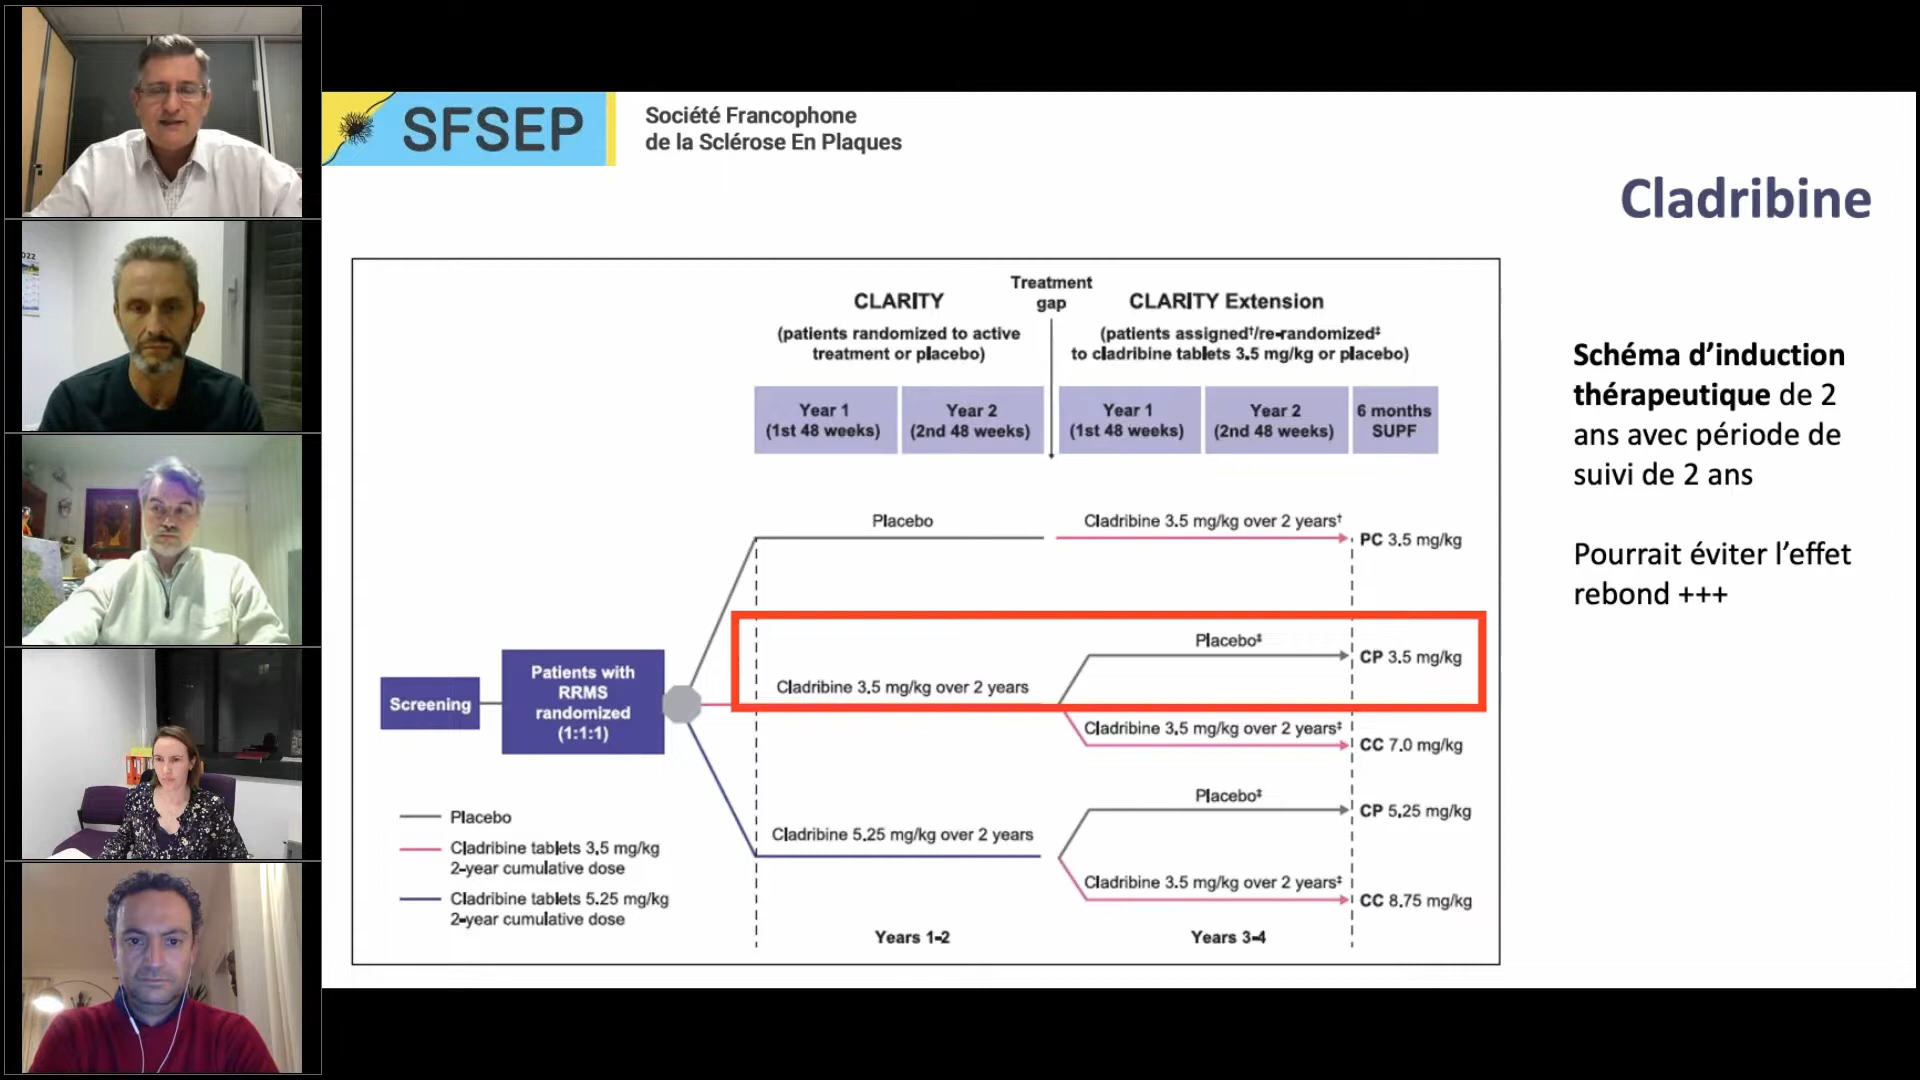 SFSEP
Société Francophone
de la Sclérose En Plaques
Cladribine
CLARITY
(patients randomized to active
treatment or placebo)
Treatment
gap
CLARITY Extension
(patients assigned†/re-randomized‡
to cladribine tablets 3.5 mg/kg or placebo)
Year 1
(1st 48 weeks)
Year 2
(2nd 48 weeks)
Year 1
(1st 48 weeks)
Year 2
(2nd 48 weeks)
6 months
SUPF
Placebo
Cladribine 3.5 mg/kg over 2 years†
PC 3.5 mg/kg
Placebo‡
CP 3.5 mg/kg
Cladribine 3.5 mg/kg over 2 years
Screening
Patients with
RRMS
randomized
(1:1:1)
Cladribine 3.5 mg/kg over 2 years‡
CC 7.0 mg/kg
Placebo‡
CP 5.25 mg/kg
Cladribine 5.25 mg/kg over 2 years
Cladribine 3.5 mg/kg over 2 years‡
CC 8.75 mg/kg
Placebo
Cladribine tablets 3.5 mg/kg
2-year cumulative dose
Cladribine tablets 5.25 mg/kg
2-year cumulative dose
Years 1-2
Years 3-4
Schéma d’induction
thérapeutique de 2
ans avec période de
suivi de 2 ans
Pourrait éviter l’effet
rebond +++